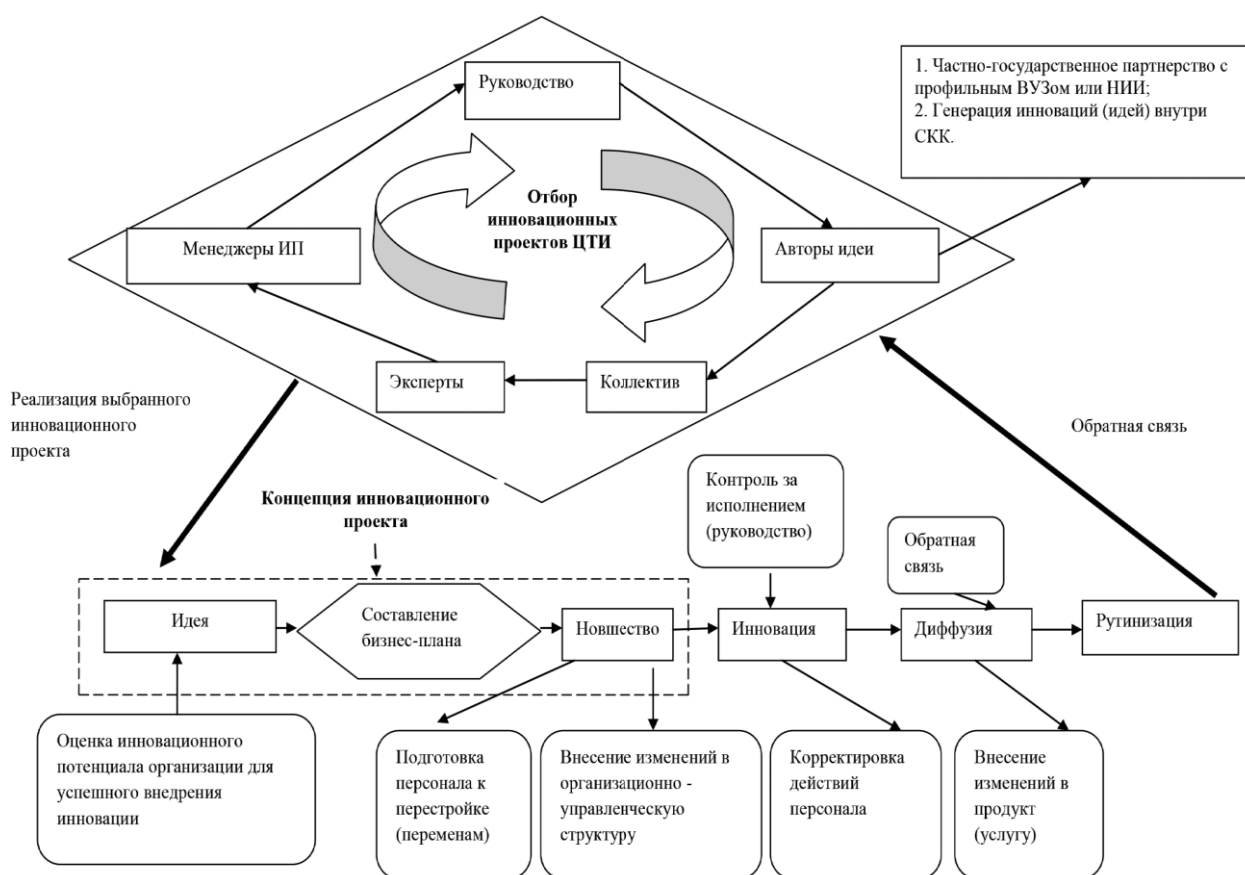 Руководство
1. Частно-государственное партнерство с
профильным ВУЗом или НИИ;
2. Генерация инноваций (идей) внутри
СКК.
Отбор
инновационных
проектов ЦТИ
Менеджеры ИП
Авторы идеи
Эксперты
Коллектив
Реализация выбранного
инновационного
проекта
Обратная связь
Концепция инновационного
проекта
Контроль за
исполнением
(руководство)
Обратная
связь
Идея
Составление
бизнес-плана
Новшество
Инновация
Диффузия
Рутинизация
Оценка инновационного
потенциала организации для
успешного внедрения
инновации
Подготовка
персонала к
перестройке
(переменам)
Внесение изменений в
организационно -
управленческую
структуру
Корректировка
действий
персонала
Внесение
изменений в
продукт
(услугу)